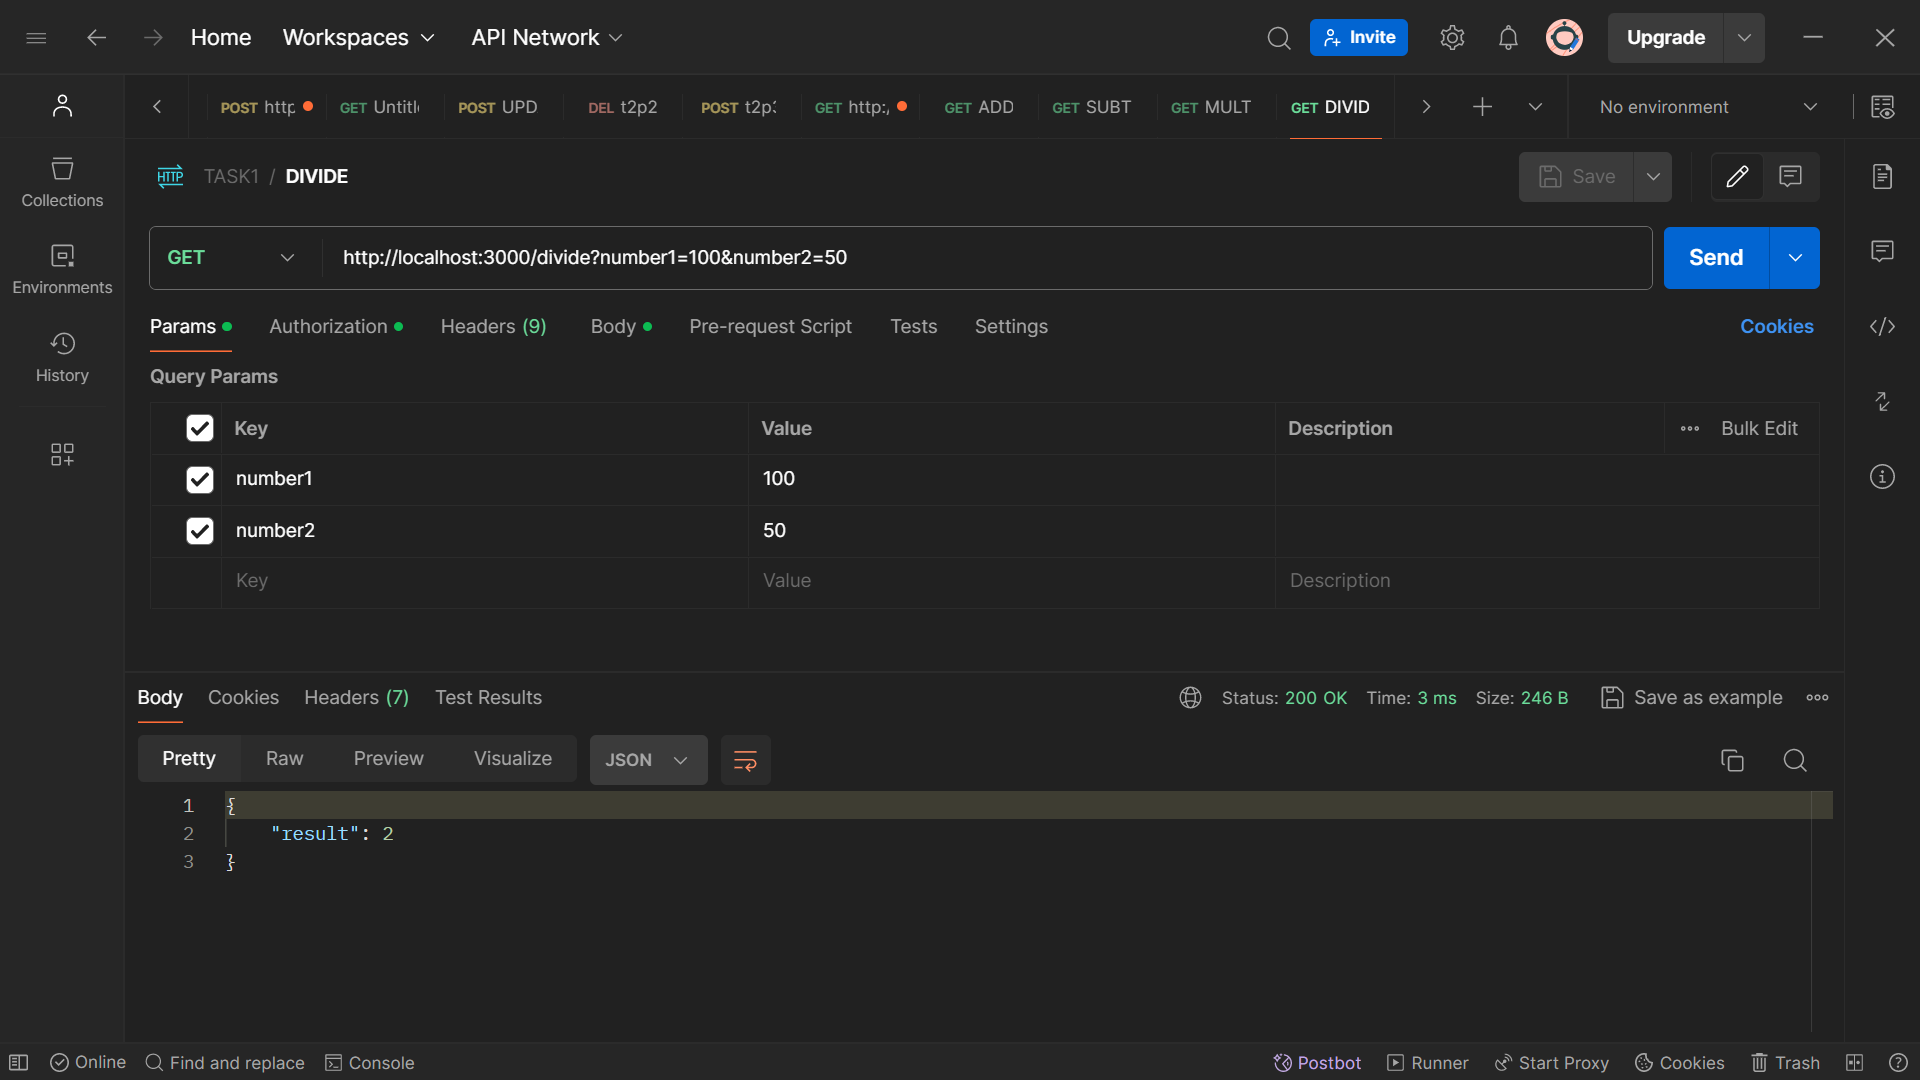 Home Workspaces API Network Invite Upgrade
POST http GET Untitl POST UPD DEL t2p2 POST t2p3 GET http:/ GET ADD GET SUBT GET MULT GET DIVID No environment
HTTP TASK1 / DIVIDE Save
Collections
Environments
History
GET http://localhost:3000/divide?number1=100&number2=50 Send
Params Authorization Headers (9) Body Pre-request Script Tests Settings Cookies
Query Params
Key Value Description Bulk Edit
number1 100
number2 50
Key Value Description
Body Cookies Headers (7) Test Results Status: 200 OK Time: 3 ms Size: 246 B Save as example
Pretty Raw Preview Visualize JSON
1 {
2 "result": 2
3 }
Online Find and replace Console Postbot Runner Start Proxy Cookies Trash